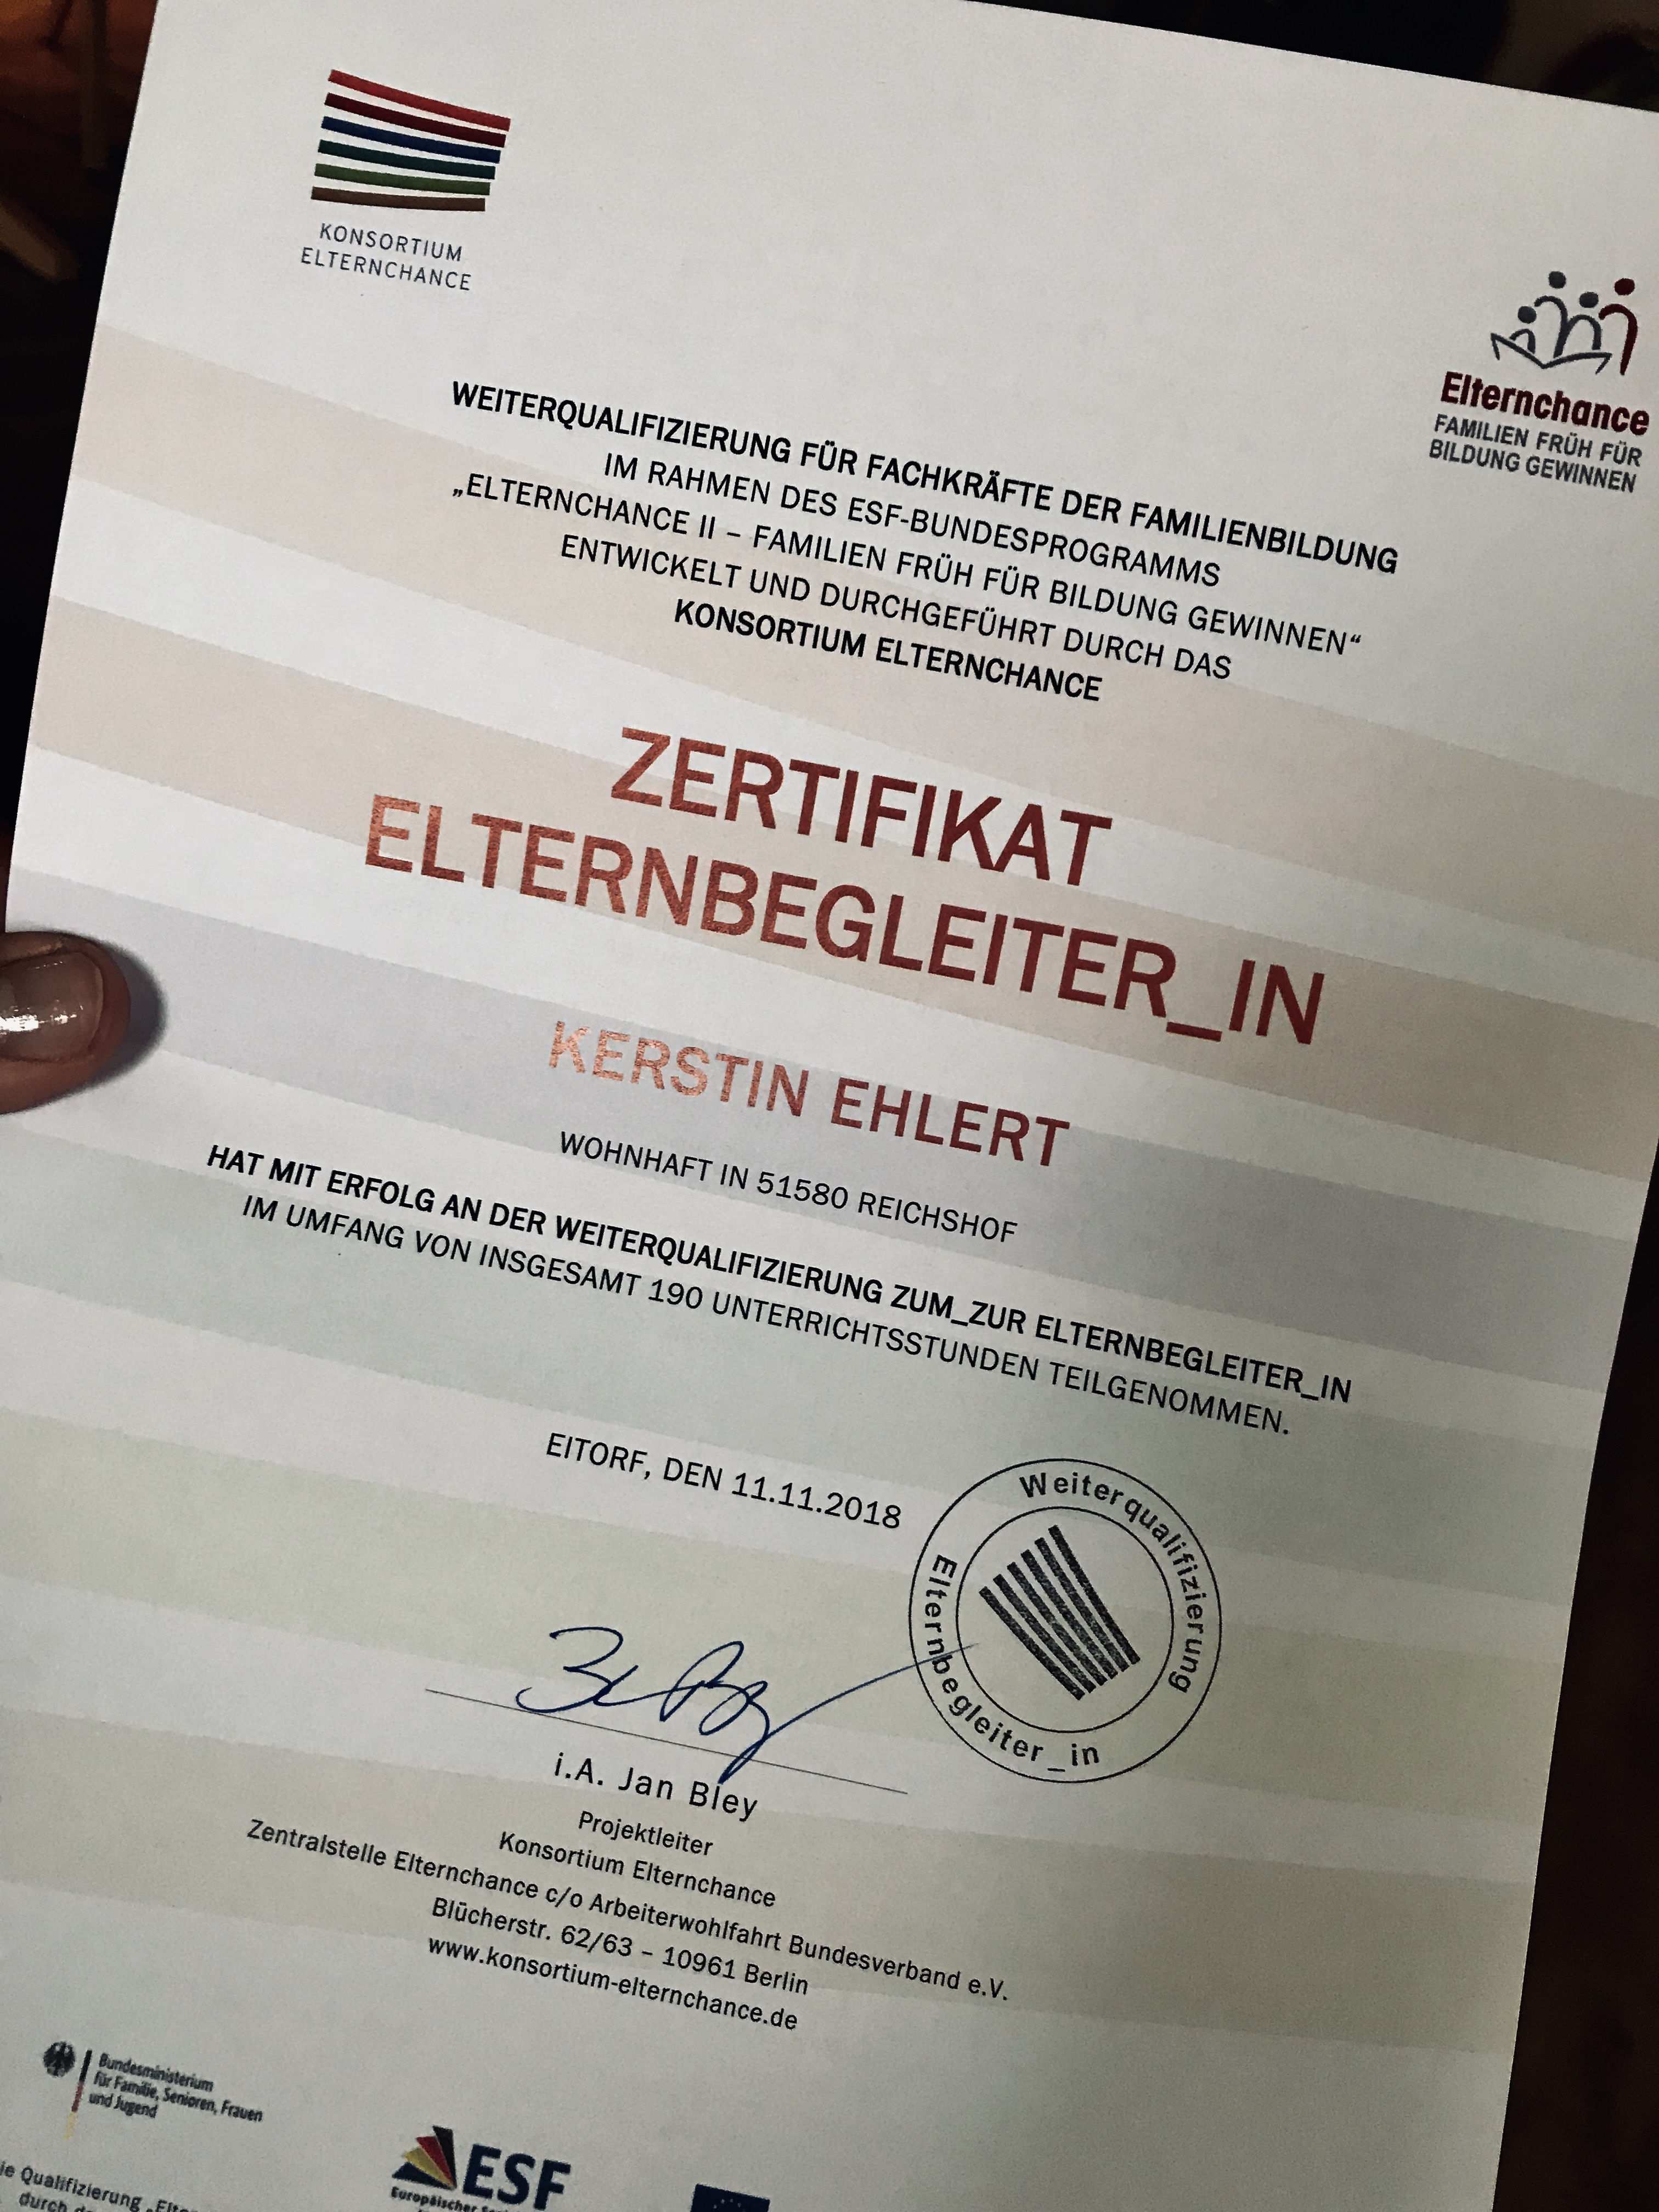 KONSORTIUM
ELTERNCHANCE
Elternchance
FAMILIEN FRÜH FÜR
BILDUNG GEWINNEN
WEITERQUALIFIZIERUNG FÜR FACHKRÄFTE DER FAMILIENBILDUNG
IM RAHMEN DES ESF-BUNDESPROGRAMMS
„ELTERNCHANCE II – FAMILIEN FRÜH FÜR BILDUNG GEWINNEN“
ENTWICKELT UND DURCHGEFÜHRT DURCH DAS
KONSORTIUM ELTERNCHANCE
ZERTIFIKAT
ELTERNBEGLEITER_IN
KERSTIN EHLERT
WOHNHAFT IN 51580 REICHSHOF
HAT MIT ERFOLG AN DER WEITERQUALIFIZIERUNG ZUM_ZUR ELTERNBEGLEITER_IN
IM UMFANG VON INSGESAMT 190 UNTERRICHTSSTUNDEN TEILGENOMMEN.
EITORF, DEN 11.11.2018
Weiterqualifizierung
Elternbegleiter_in
i.A. Jan Bley
Projektleiter
Konsortium Elternchance
Zentralstelle Elternchance c/o Arbeiterwohlfahrt Bundesverband e.V.
Blücherstr. 62/63 – 10961 Berlin
www.konsortium-elternchance.de
Bundesministerium
für Familie, Senioren, Frauen
und Jugend
ESF
Europäischer
Qualifizierung
durch